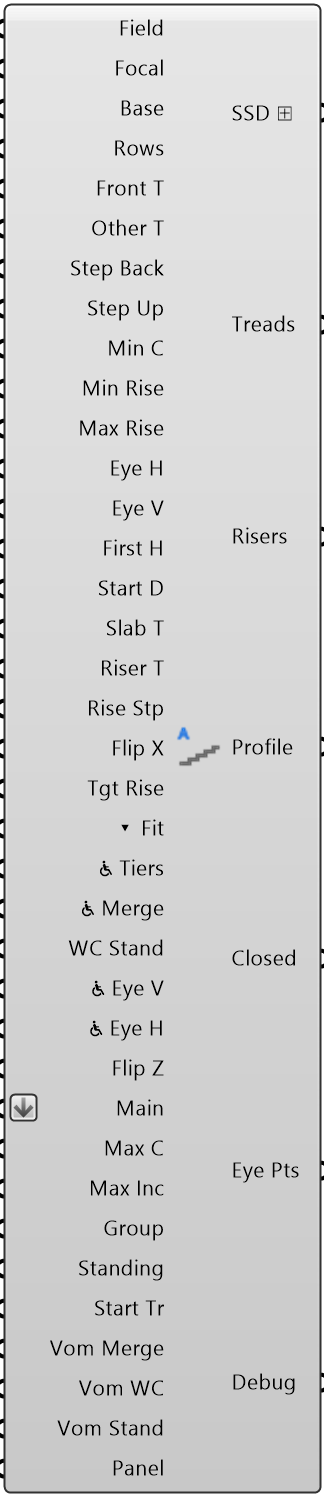 Field
Focal
Base
Rows
Front T
Other T
Step Back
Step Up
Min C
Min Rise
Max Rise
Eye H
Eye V
First H
Start D
Slab T
Riser T
Rise Stp
Flip X
Tgt Rise
Fit
♿ Tiers
♿ Merge
WC Stand
♿ Eye V
♿ Eye H
Flip Z
Main
Max C
Max Inc
Group
Standing
Start Tr
Vom Merge
Vom WC
Vom Stand
Panel
A
SSD
Treads
Risers
Profile
Closed
Eye Pts
Debug